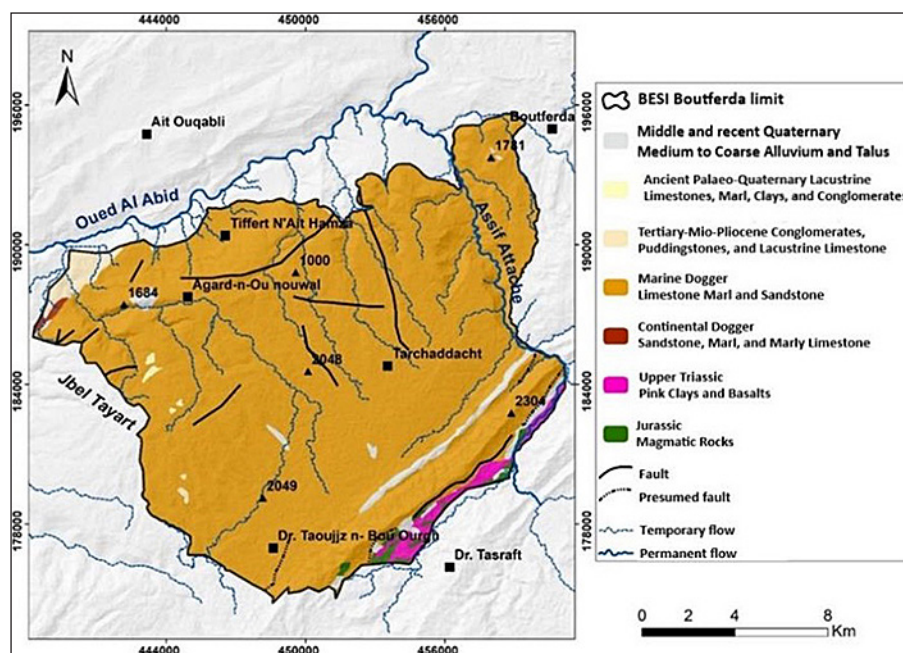 444000 450000 456000
N
196000
190000
184000
178000
Ait Ouqabli
Boutferda
1781
Oued Al Abid
Assif Attache
Tiffert N'Ait Hamza
1000
1684
Agard-n-Ou nouwal
2048
Tarchaddacht
Jbel Tayart
2304
2049
Dr. Taoujjz n- Bou Ourgh
Dr. Tasraft
196000
190000
184000
178000
444000 450000 456000
BESI Boutferda limit
Middle and recent Quaternary
Medium to Coarse Alluvium and Talus
Ancient Palaeo-Quaternary Lacustrine
Limestones, Marl, Clays, and Conglomerates
Tertiary-Mio-Pliocene Conglomerates,
Puddingstones, and Lacustrine Limestone
Marine Dogger
Limestone Marl and Sandstone
Continental Dogger
Sandstone, Marl, and Marly Limestone
Upper Triassic
Pink Clays and Basalts
Jurassic
Magmatic Rocks
Fault
Presumed fault
Temporary flow
Permanent flow
0 2 4 8
Km